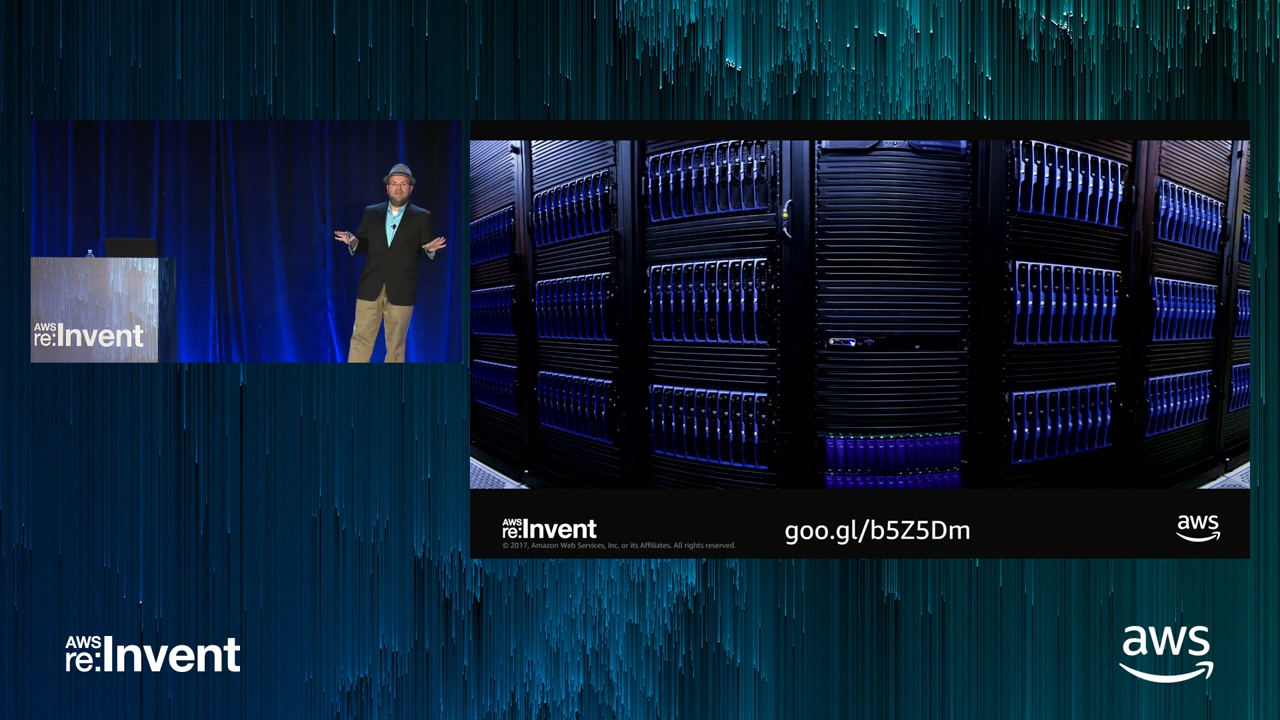 AWS
re:Invent
AWS
re:Invent
© 2017, Amazon Web Services, Inc. or its Affiliates. All rights reserved.
goo.gl/b5Z5Dm
aws
AWS
re:Invent
aws